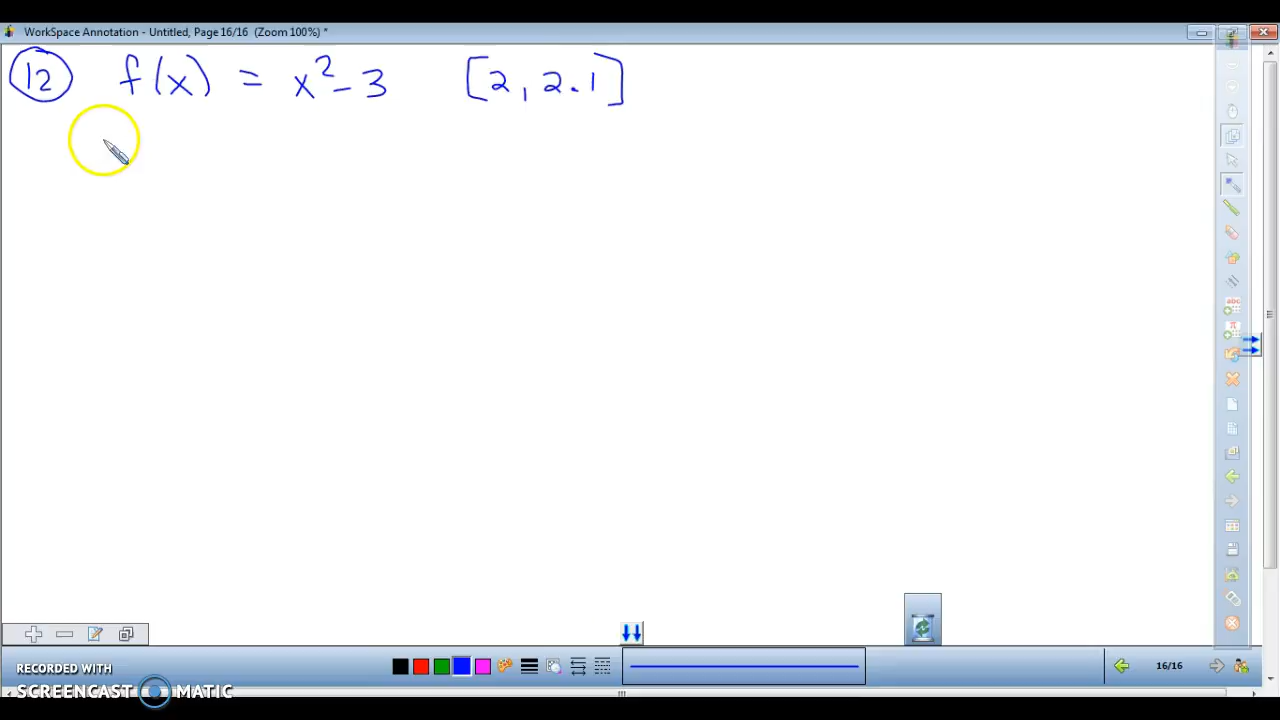 WorkSpace Annotation - Untitled, Page 16/16 (Zoom 100%) *
12 f(x) = x²-3 [2, 2.1]
abc
π
RECORDED WITH
SCREENCAST MATIC
16/16